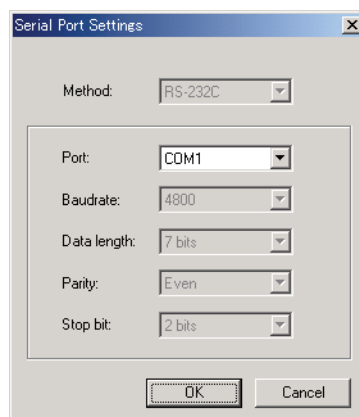 Serial Port Settings
Method: RS-232C
Port: COM1
Baudrate: 4800
Data length: 7 bits
Parity: Even
Stop bit: 2 bits
OK Cancel